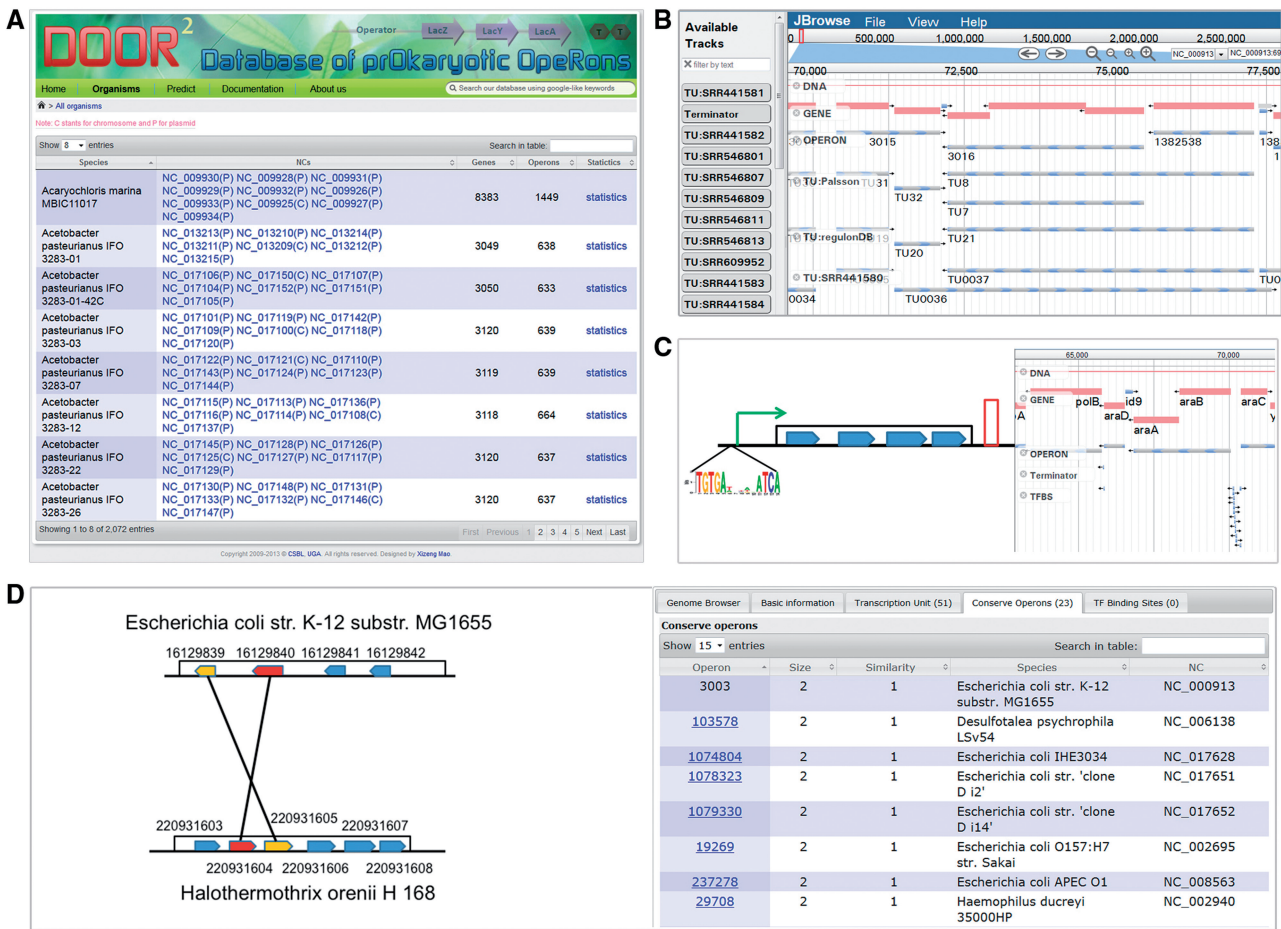 A
DOOR2
Operator LacZ LacY LacA T T
Database of prOkaryotic OpeRons
Home Organisms Predict Documentation About us
Search our database using google-like keywords
> All organisms
Note: C stants for chromosome and P for plasmid
Show 8 entries Search in table:
Species NCs Genes Operons Statistics
Acaryochloris marina MBIC11017
NC_009930(P) NC_009928(P) NC_009931(P)
NC_009929(P) NC_009932(P) NC_009926(P)
NC_009933(P) NC_009925(C) NC_009927(P)
NC_009934(P)
8383 1449 statistics
Acetobacter pasteurianus IFO 3283-01
NC_013213(P) NC_013210(P) NC_013214(P)
NC_013211(P) NC_013209(C) NC_013212(P)
NC_013215(P)
3049 638 statistics
Acetobacter pasteurianus IFO 3283-01-42C
NC_017106(P) NC_017150(C) NC_017107(P)
NC_017104(P) NC_017152(P) NC_017151(P)
NC_017105(P)
3050 633 statistics
Acetobacter pasteurianus IFO 3283-03
NC_017101(P) NC_017119(P) NC_017142(P)
NC_017109(P) NC_017100(C) NC_017118(P)
NC_017120(P)
3120 639 statistics
Acetobacter pasteurianus IFO 3283-07
NC_017122(P) NC_017121(C) NC_017110(P)
NC_017143(P) NC_017124(P) NC_017123(P)
NC_017144(P)
3119 639 statistics
Acetobacter pasteurianus IFO 3283-12
NC_017115(P) NC_017113(P) NC_017136(P)
NC_017116(P) NC_017114(P) NC_017108(C)
NC_017137(P)
3118 664 statistics
Acetobacter pasteurianus IFO 3283-22
NC_017145(P) NC_017128(P) NC_017126(P)
NC_017125(C) NC_017127(P) NC_017117(P)
NC_017129(P)
3120 637 statistics
Acetobacter pasteurianus IFO 3283-26
NC_017130(P) NC_017148(P) NC_017131(P)
NC_017133(P) NC_017132(P) NC_017146(C)
NC_017147(P)
3120 637 statistics
Showing 1 to 8 of 2,072 entries First Previous 1 2 3 4 5 Next Last
Copyright 2009-2013 © CSBL, UGA. All rights reserved. Designed by Xizeng Mao.
B
Available
Tracks
filter by text
TU:SRR441581
Terminator
TU:SRR441582
TU:SRR546801
TU:SRR546807
TU:SRR546809
TU:SRR546811
TU:SRR546813
TU:SRR609952
TU:SRR441583
TU:SRR441584
JBrowse File View Help
0 500,000 1,000,000 1,500,000 2,000,000 2,500,000
NC_000913 NC_000913:69
70,000 72,500 75,000 77,500
DNA
GENE
OPERON 3015 1382538 138
3016
TU:Palsson TU31 TU8
TU32
TU7
TU:regulonDB TU21
TU20
TU:SRR441580 TU0037 TU0
0034 TU0036
C
TGTGA ATCA
65,000 70,000
DNA
GENE polB id9 araB araC
araD
araA
OPERON
Terminator
TFBS
D
Escherichia coli str. K-12 substr. MG1655
16129839 16129840 16129841 16129842
220931603 220931605 220931607
220931604 220931606 220931608
Halothermothrix orenii H 168
Genome Browser Basic information Transcription Unit (51) Conserve Operons (23) TF Binding Sites (0)
Conserve operons
Show 15 entries Search in table:
Operon Size Similarity Species NC
3003 2 1 Escherichia coli str. K-12 NC_000913
substr. MG1655
103578 2 1 Desulfotalea psychrophila NC_006138
LSv54
1074804 2 1 Escherichia coli IHE3034 NC_017628
1078323 2 1 Escherichia coli str. 'clone NC_017651
D i2'
1079330 2 1 Escherichia coli str. 'clone NC_017652
D i14'
19269 2 1 Escherichia coli O157:H7 NC_002695
str. Sakai
237278 2 1 Escherichia coli APEC O1 NC_008563
29708 2 1 Haemophilus ducreyi NC_002940
35000HP